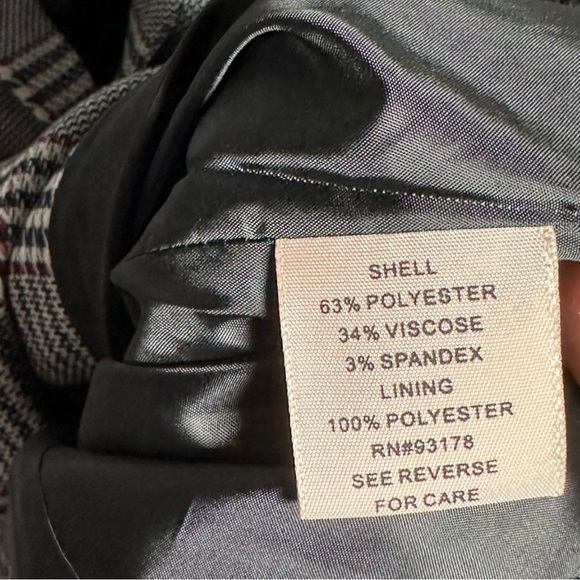 SHELL
63% POLYESTER
34% VISCOSE
3% SPANDEX
LINING
100% POLYESTER
RN#93178
SEE REVERSE
FOR CARE